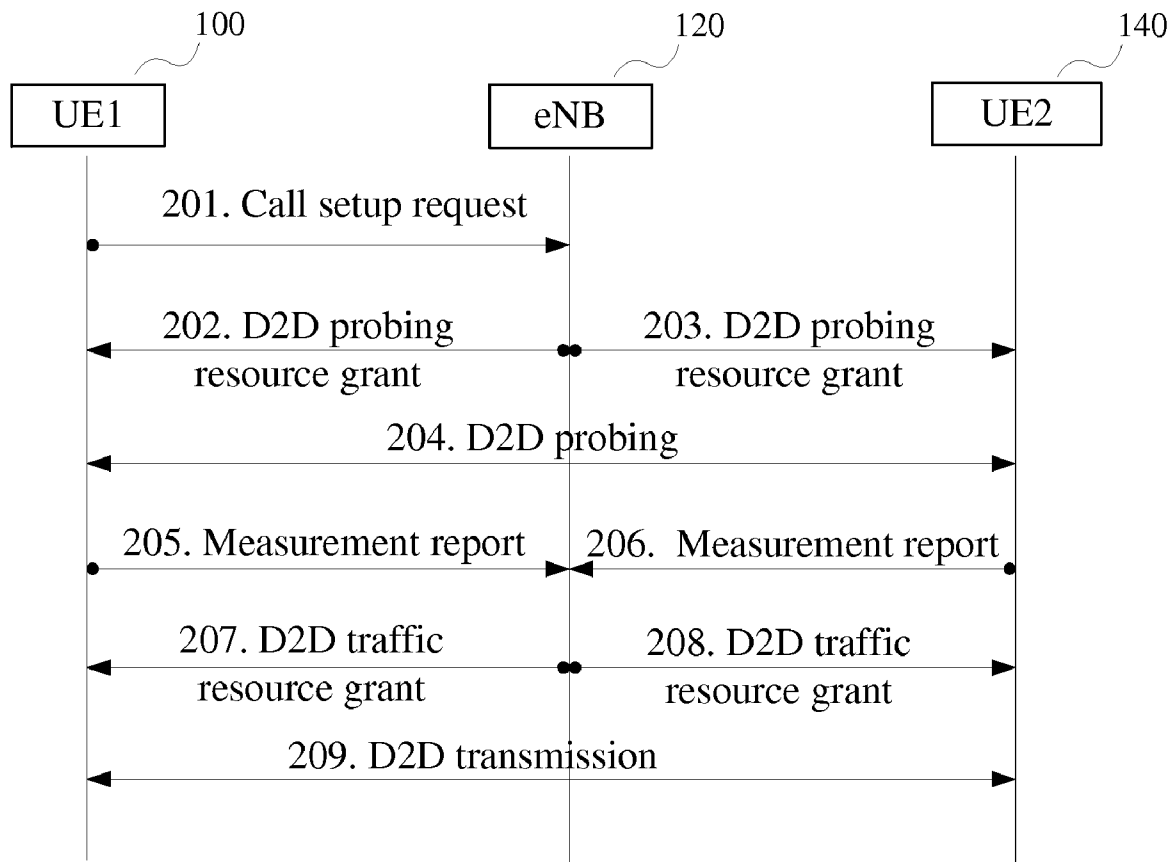 100
120
140
UE1
eNB
UE2
201. Call setup request
202. D2D probing
resource grant
203. D2D probing
resource grant
204. D2D probing
205. Measurement report
206.  Measurement report
207. D2D traffic
resource grant
208. D2D traffic
resource grant
209. D2D transmission